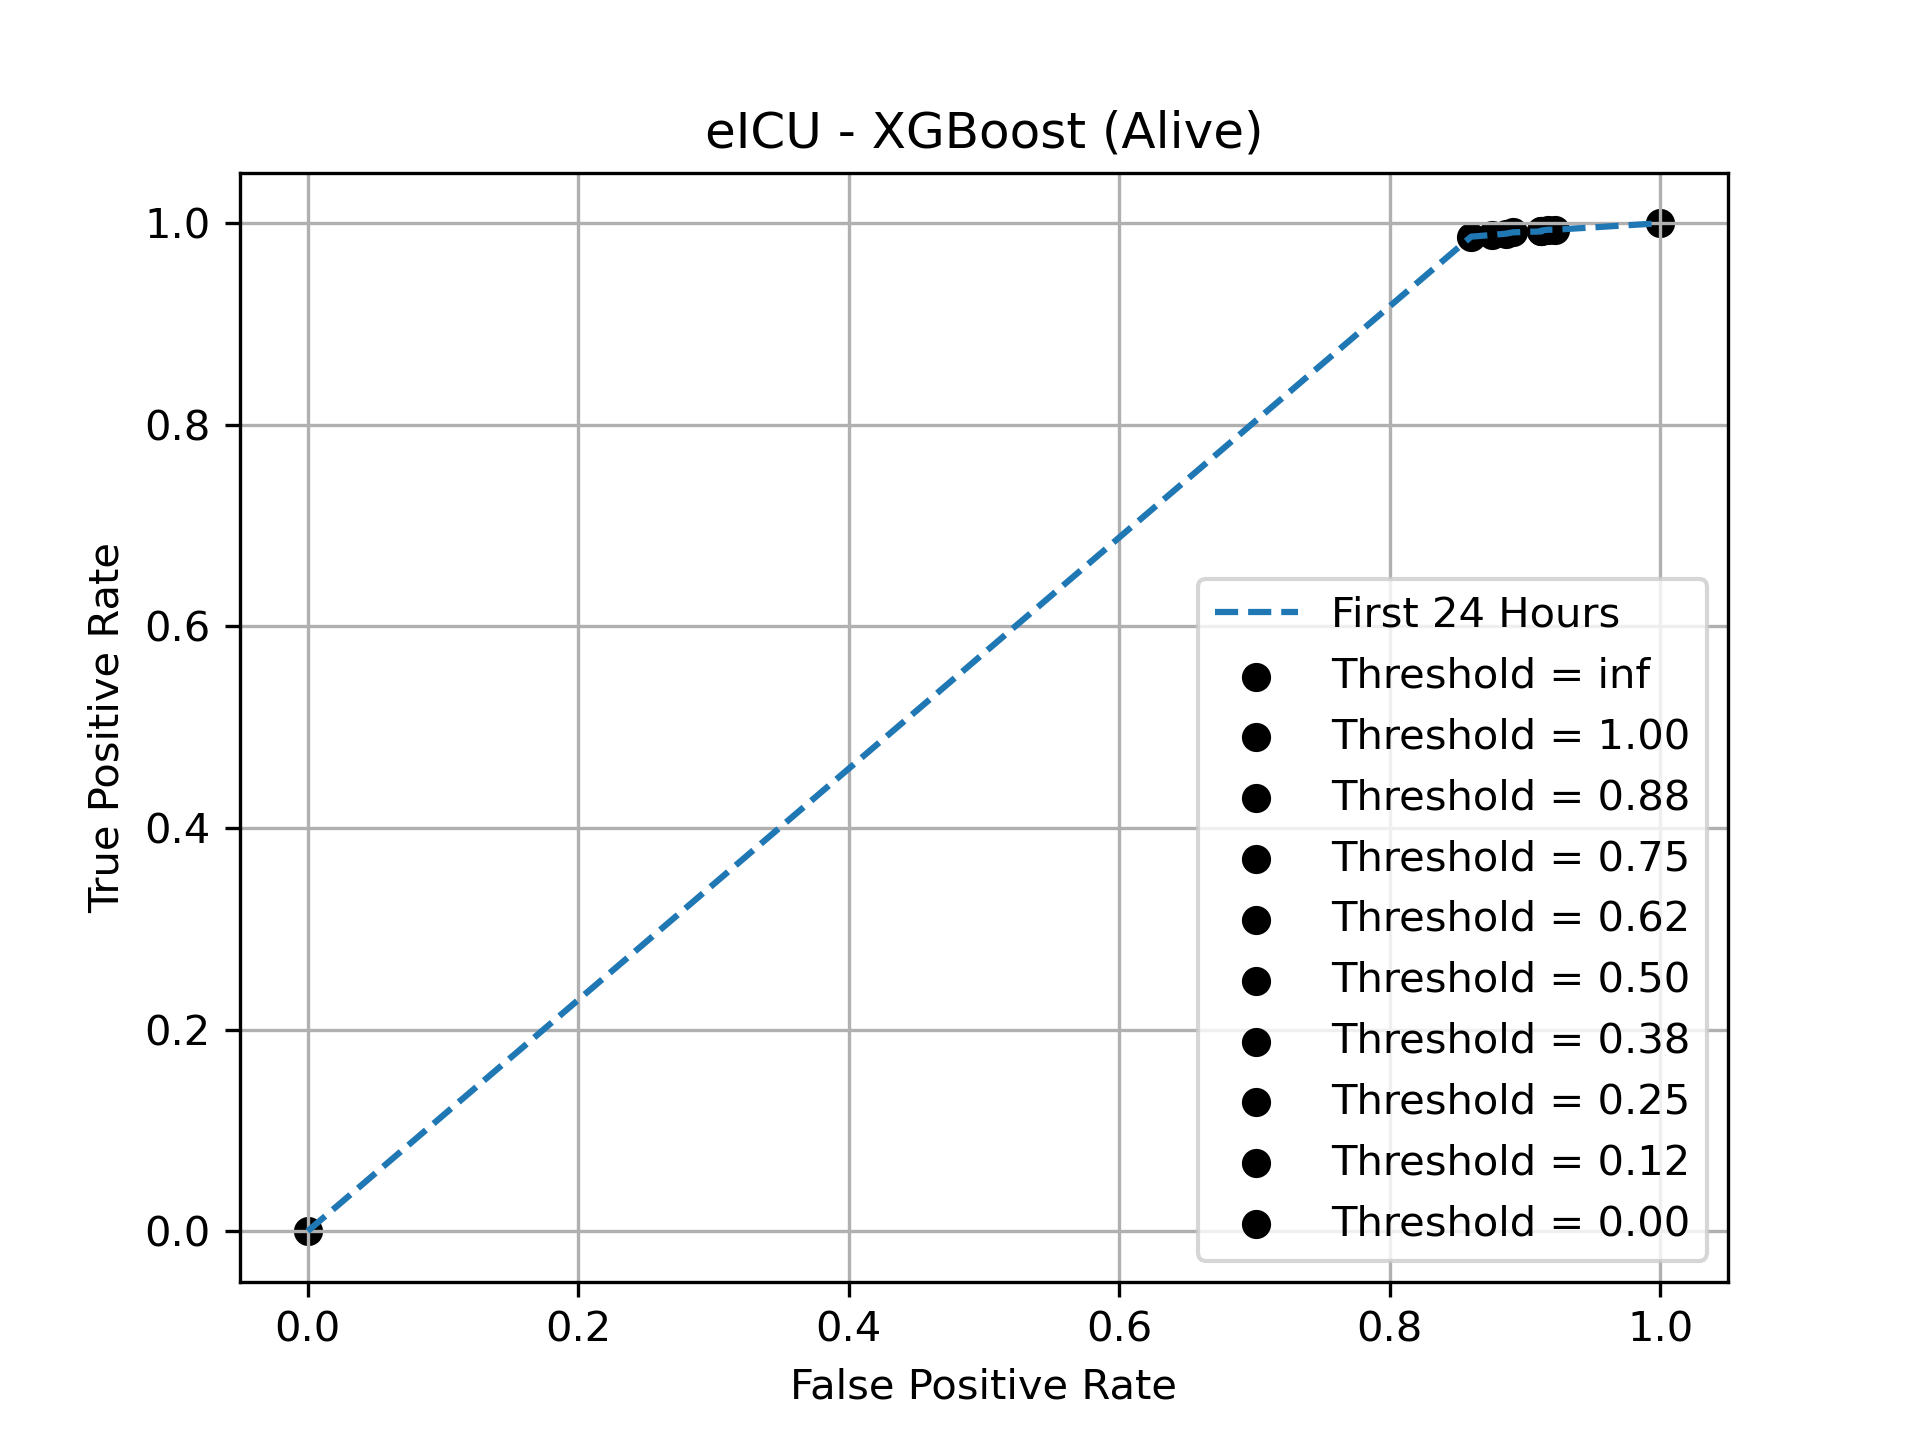 eICU - XGBoost (Alive)
True Positive Rate
1.0
0.8
0.6
0.4
0.2
0.0
First 24 Hours
Threshold = inf
Threshold = 1.00
Threshold = 0.88
Threshold = 0.75
Threshold = 0.62
Threshold = 0.50
Threshold = 0.38
Threshold = 0.25
Threshold = 0.12
Threshold = 0.00
0.0 0.2 0.4 0.6 0.8 1.0
False Positive Rate